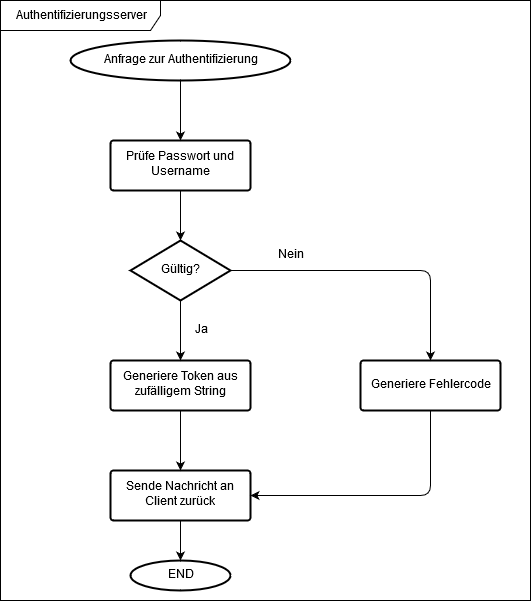 Authentifizierungsserver
Anfrage zur Authentifizierung
Prüfe Passwort und
Username
Gültig?
Nein
Ja
Generiere Token aus
zufälligem String
Generiere Fehlercode
Sende Nachricht an
Client zurück
END